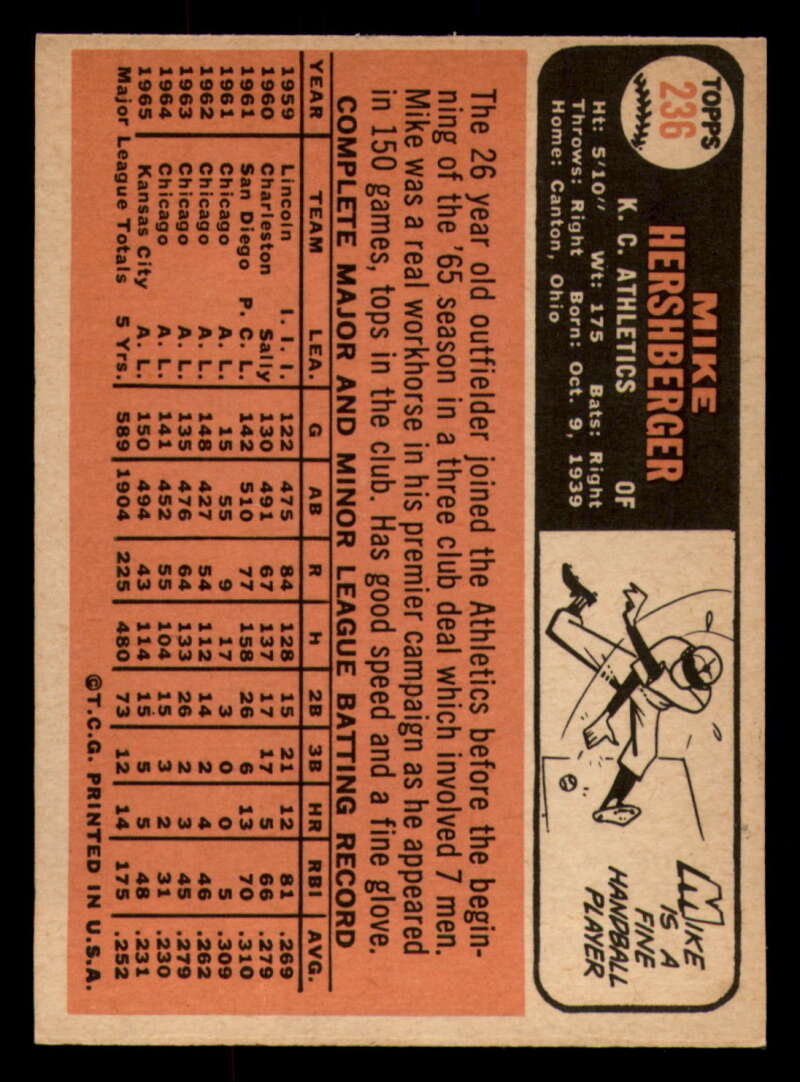 TOPPS
236
MIKE
HERSHBERGER
K. C. ATHLETICS OF
Ht: 5'10" Wt: 175 Bats: Right
Throws: Right Born: Oct. 9, 1939
Home: Canton, Ohio
MIKE
IS A
FINE
HANDBALL
PLAYER
The 26 year old outfielder joined the Athletics before the begin-
ning of the '65 season in a three club deal which involved 7 men.
Mike was a real workhorse in his premier campaign as he appeared
in 150 games, tops in the club. Has good speed and a fine glove.
COMPLETE MAJOR AND MINOR LEAGUE BATTING RECORD
YEAR TEAM LEA. G AB R H 2B 3B HR RBI AVG.
1959 Lincoln I. I. I. 122 475 84 128 15 21 12 81 .269
1960 Charleston Sally 130 491 67 137 17 17 5 66 .279
1961 San Diego P. C. L. 142 510 77 158 26 6 13 70 .310
1961 Chicago A. L. 15 55 9 17 3 0 0 5 .309
1962 Chicago A. L. 148 427 54 112 14 2 4 46 .262
1963 Chicago A. L. 135 476 64 133 26 2 3 45 .279
1964 Chicago A. L. 141 452 55 104 15 3 2 31 .230
1965 Kansas City A. L. 150 494 43 114 15 5 5 48 .231
Major League Totals 5 Yrs. 589 1904 225 480 73 12 14 175 .252
©T.C.G. PRINTED IN U.S.A.